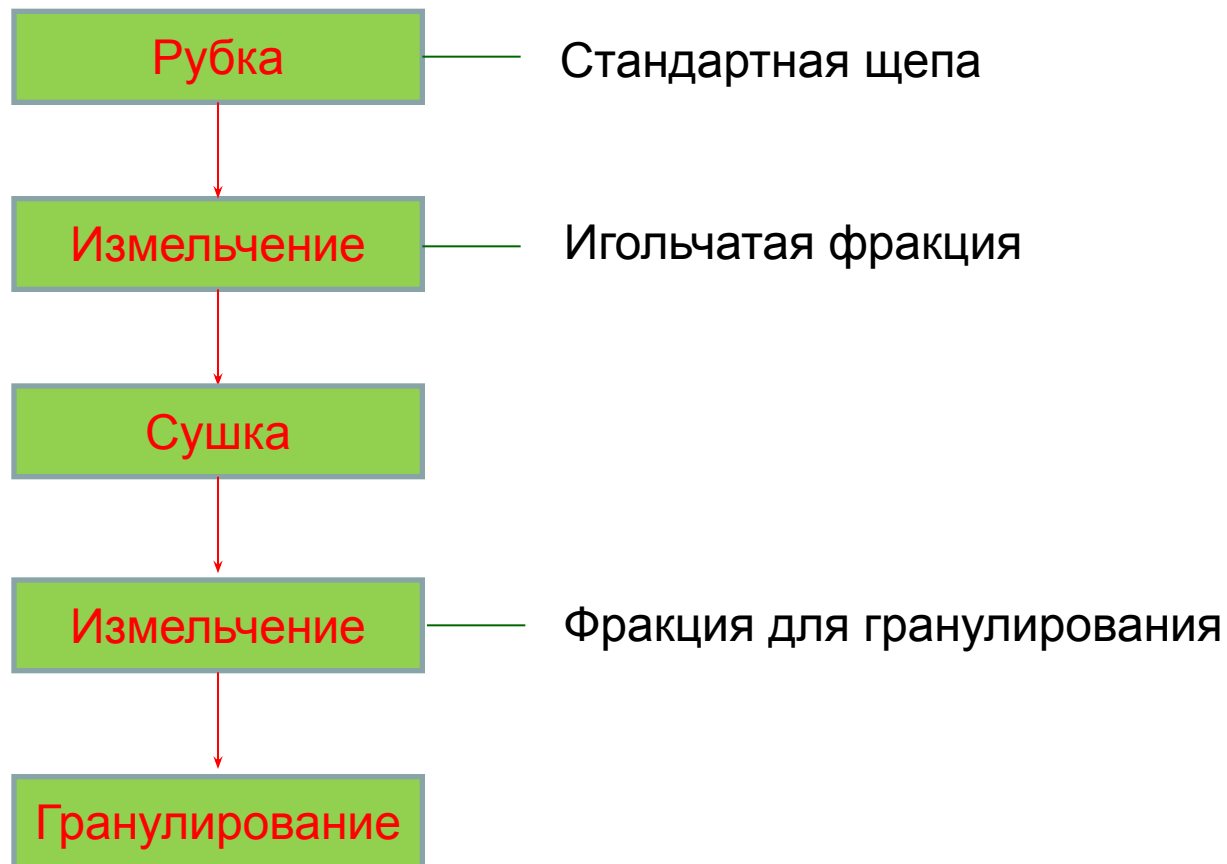 Рубка
Стандартная щепа
Измельчение
Игольчатая фракция
Сушка
Измельчение
Фракция для гранулирования
Гранулирование